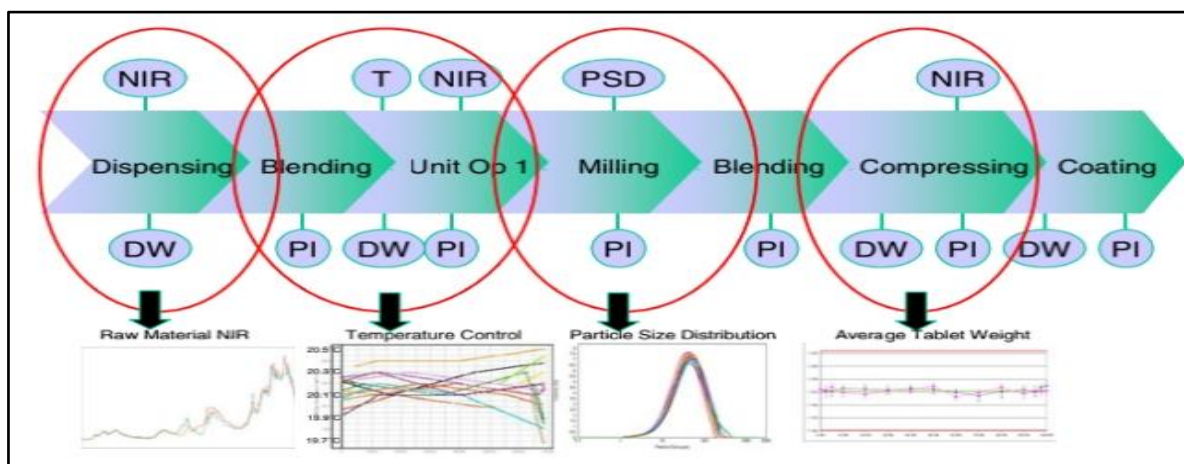 NIR T NIR PSD NIR
Dispensing Blending Unit Op 1 Milling Blending Compressing Coating
DW PI DW PI PI PI DW PI DW PI
Raw Material NIR Temperature Control Particle Size Distribution Average Tablet Weight
20.5
20.3
20.1
19.9
19.7